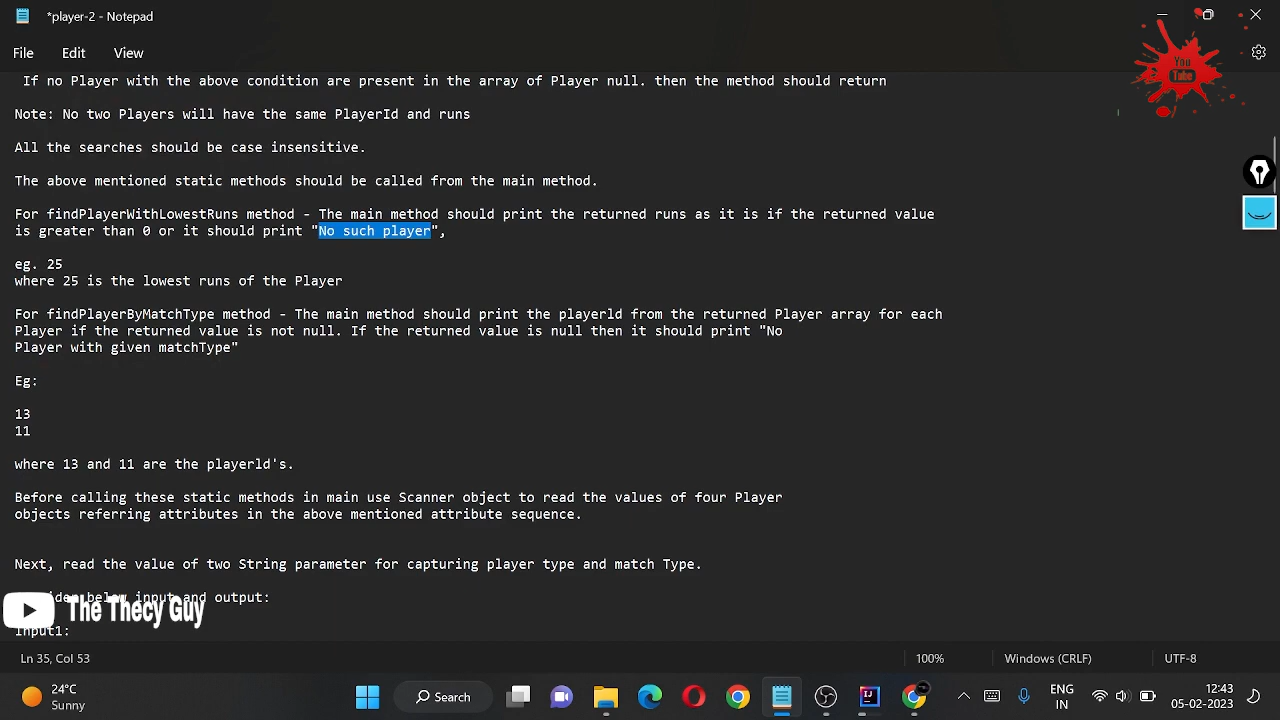 *player-2 - Notepad
File Edit View
If no Player with the above condition are present in the array of Player null. then the method should return
Note: No two Players will have the same PlayerId and runs
All the searches should be case insensitive.
The above mentioned static methods should be called from the main method.
For findPlayerWithLowestRuns method - The main method should print the returned runs as it is if the returned value
is greater than 0 or it should print "No such player",
eg. 25
where 25 is the lowest runs of the Player
For findPlayerByMatchType method - The main method should print the playerld from the returned Player array for each
Player if the returned value is not null. If the returned value is null then it should print "No
Player with given matchType"
Eg:
13
11
where 13 and 11 are the playerld's.
Before calling these static methods in main use Scanner object to read the values of four Player
objects referring attributes in the above mentioned attribute sequence.
Next, read the value of two String parameter for capturing player type and match Type.
below input and output:
Input1:
You
Tube
The Thecy Guy
Ln 35, Col 53
100%
Windows (CRLF)
UTF-8
24°C
Sunny
Search
ENG
IN
12:43
05-02-2023